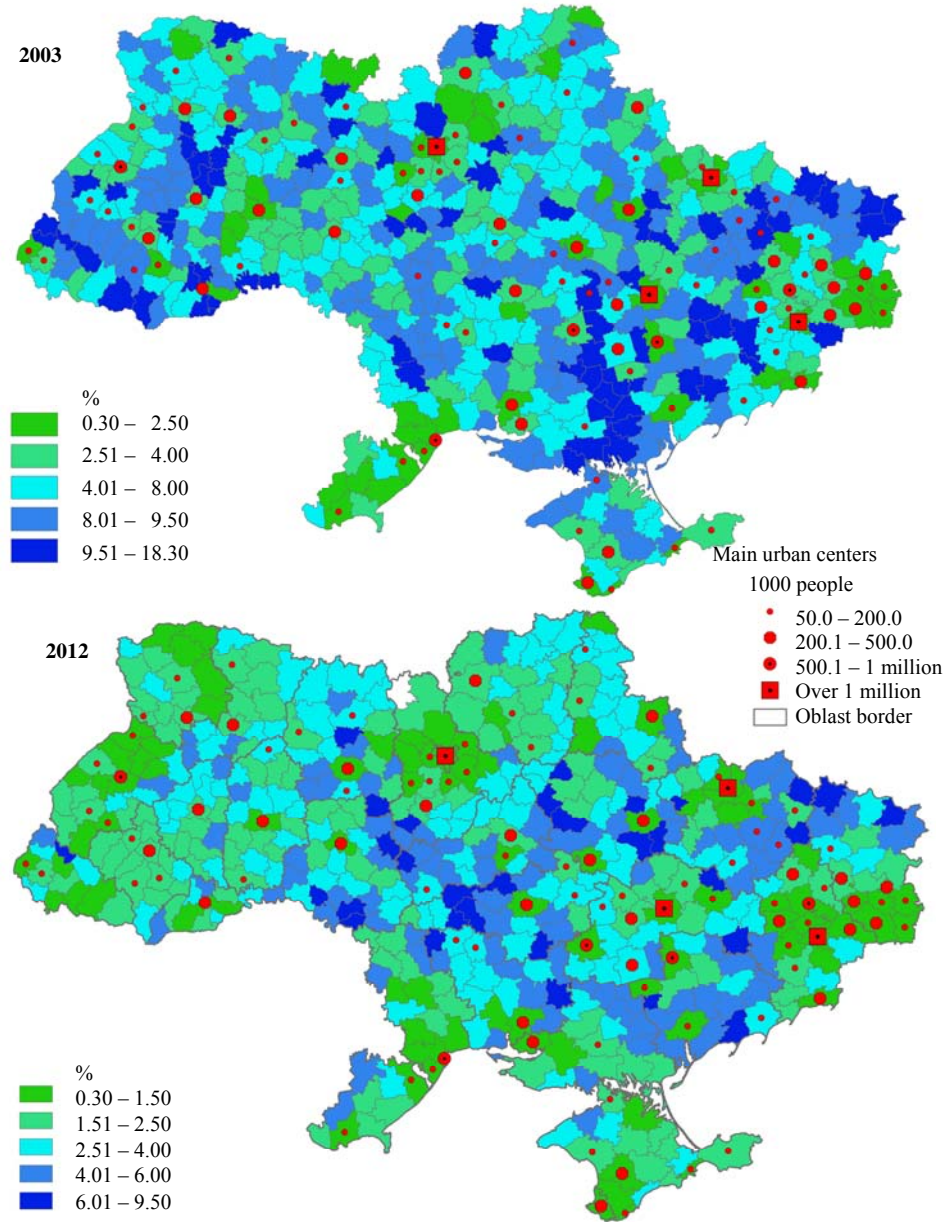 2003
%
0.30 – 2.50
2.51 – 4.00
4.01 – 8.00
8.01 – 9.50
9.51 – 18.30
Main urban centers
1000 people
50.0 – 200.0
200.1 – 500.0
500.1 – 1 million
Over 1 million
Oblast border
2012
%
0.30 – 1.50
1.51 – 2.50
2.51 – 4.00
4.01 – 6.00
6.01 – 9.50